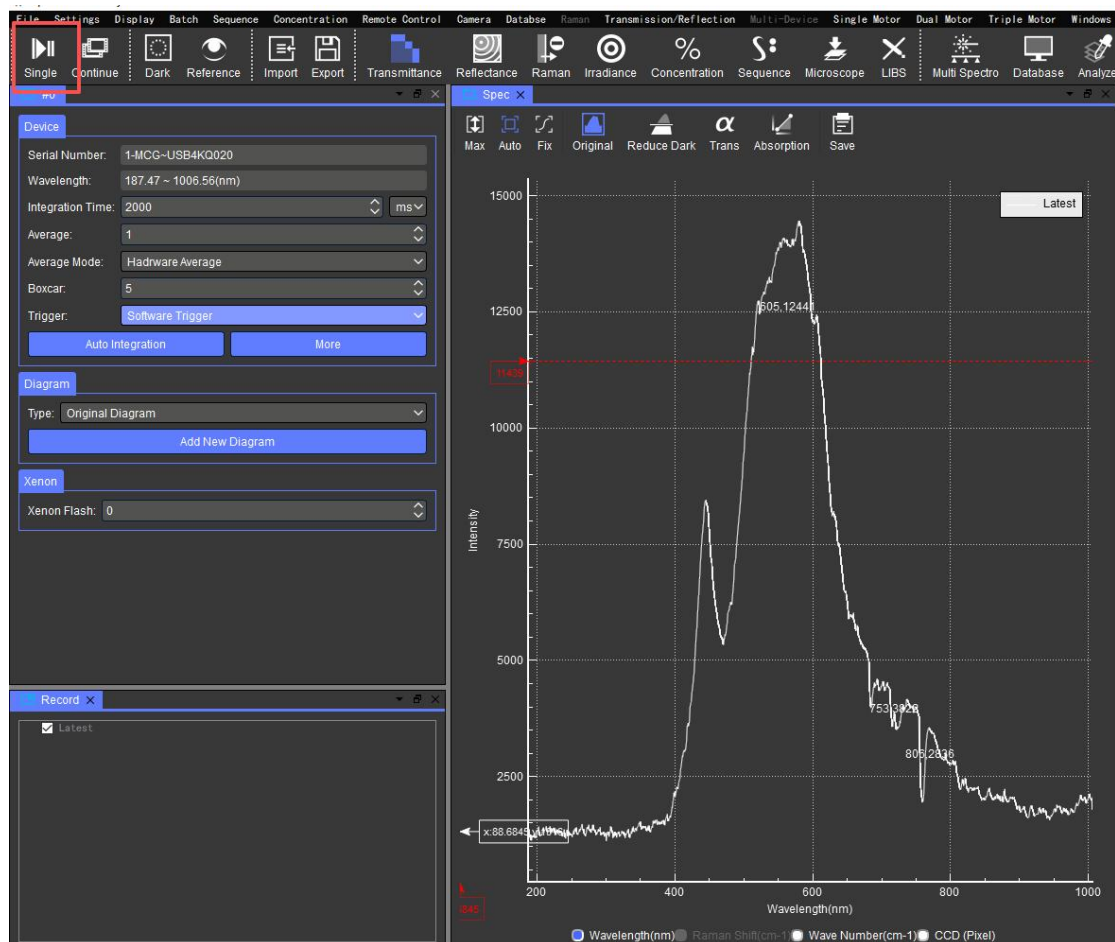 File Settings Display Batch Sequence Concentration Remote Control Camera Databse Raman Transmission/Reflection Multi-Device Single Motor Dual Motor Triple Motor Windows
Single Continue Dark Reference Import Export Transmittance Reflectance Raman Irradiance Concentration Sequence Microscope LIBS Multi Spectro Database Analyze
#0
Spec
Device
Serial Number: 1-MCG~USB4KQ020
Wavelength: 187.47 ~ 1006.56(nm)
Integration Time: 2000 ms
Average: 1
Average Mode: Hadrware Average
Boxcar: 5
Trigger: Software Trigger
Auto Integration More
Diagram
Type: Original Diagram
Add New Diagram
Xenon
Xenon Flash: 0
Record
Latest
Max Auto Fix Original Reduce Dark Trans Absorption Save
Latest
15000
12500
10000
7500
5000
2500
Intensity
605,12441
11439
753,3828
805,2836
200 400 600 800 1000
Wavelength(nm)
Wavelength(nm) Raman Shift(cm-1) Wave Number(cm-1) CCD (Pixel)